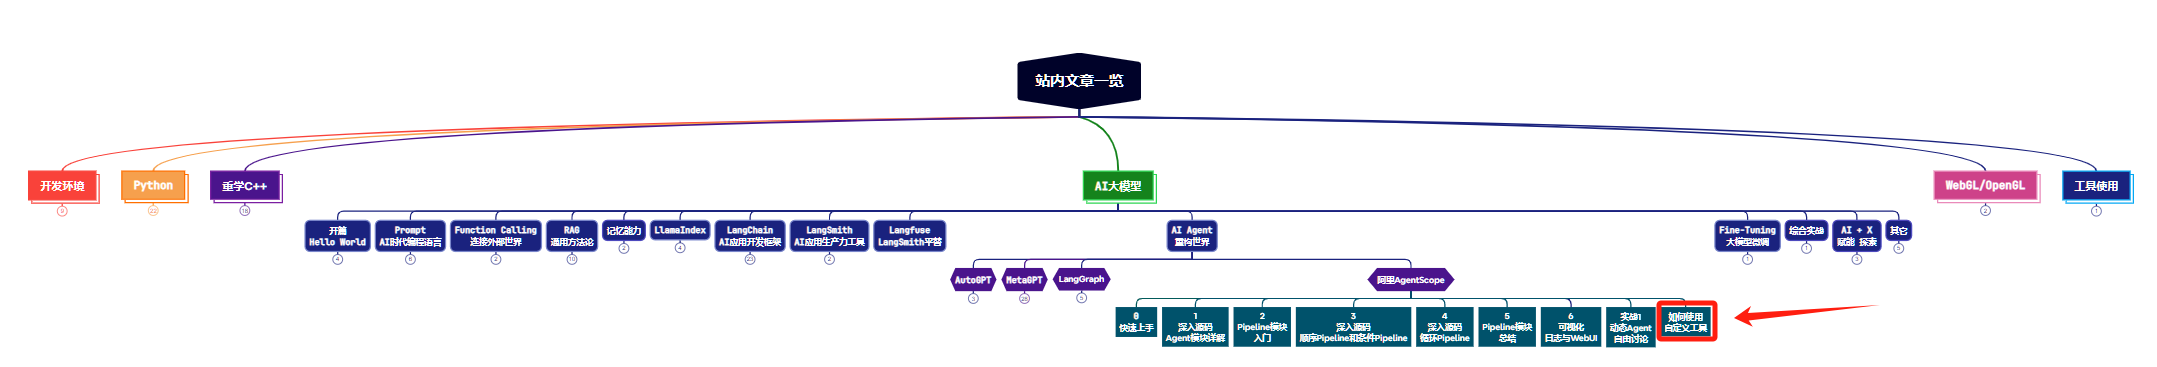 站内文章一览
开发环境
9
Python
22
重学C++
16
AI大模型
WebGL/OpenGL
2
工具使用
1
开篇
Hello World
4
Prompt
AI时代编程语言
6
Function Calling
连接外部世界
2
RAG
通用方法论
10
记忆能力
2
LlamaIndex
4
LangChain
AI应用开发框架
23
LangSmith
AI应用生产力工具
2
Langfuse
LangSmith平替
AI Agent
重构世界
Fine-Tuning
大模型微调
1
综合实战
1
AI + X
赋能 探索
3
其它
5
AutoGPT
3
MetaGPT
28
LangGraph
5
阿里AgentScope
0
快速上手
1
深入源码
Agent模块详解
2
Pipeline模块
入门
3
深入源码
顺序Pipeline和条件Pipeline
4
深入源码
循环Pipeline
5
Pipeline模块
总结
6
可视化
日志与WebUI
实战1
动态Agent
自由讨论
如何使用
自定义工具